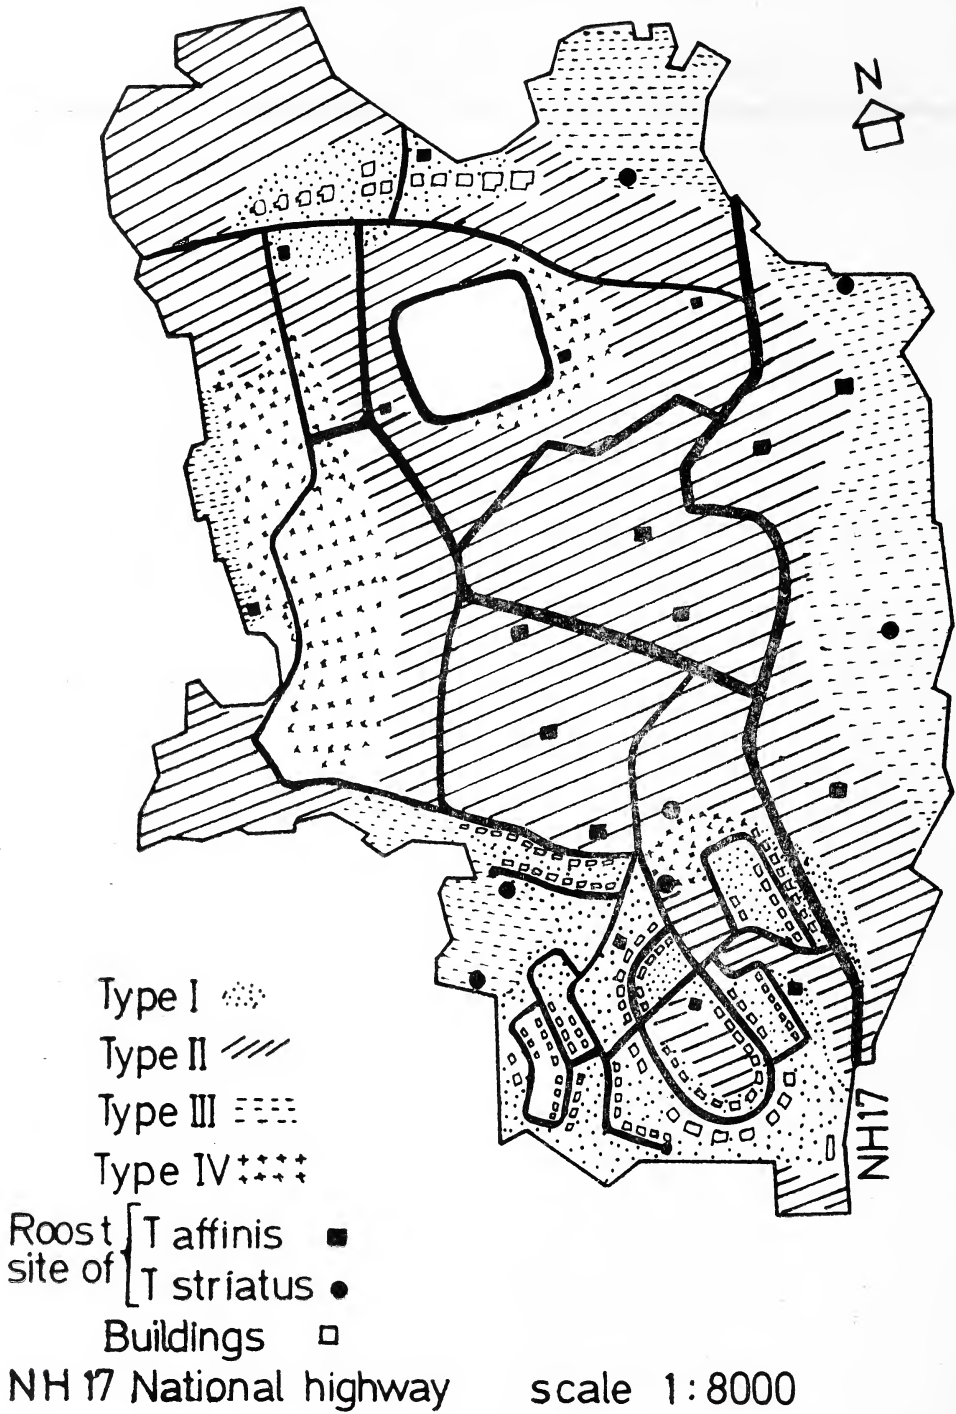 N
NH17
Type I
Type II
Type III
Type IV
Roost site of
T affinis
T striatus
Buildings
NH 17 National highway scale 1:8000